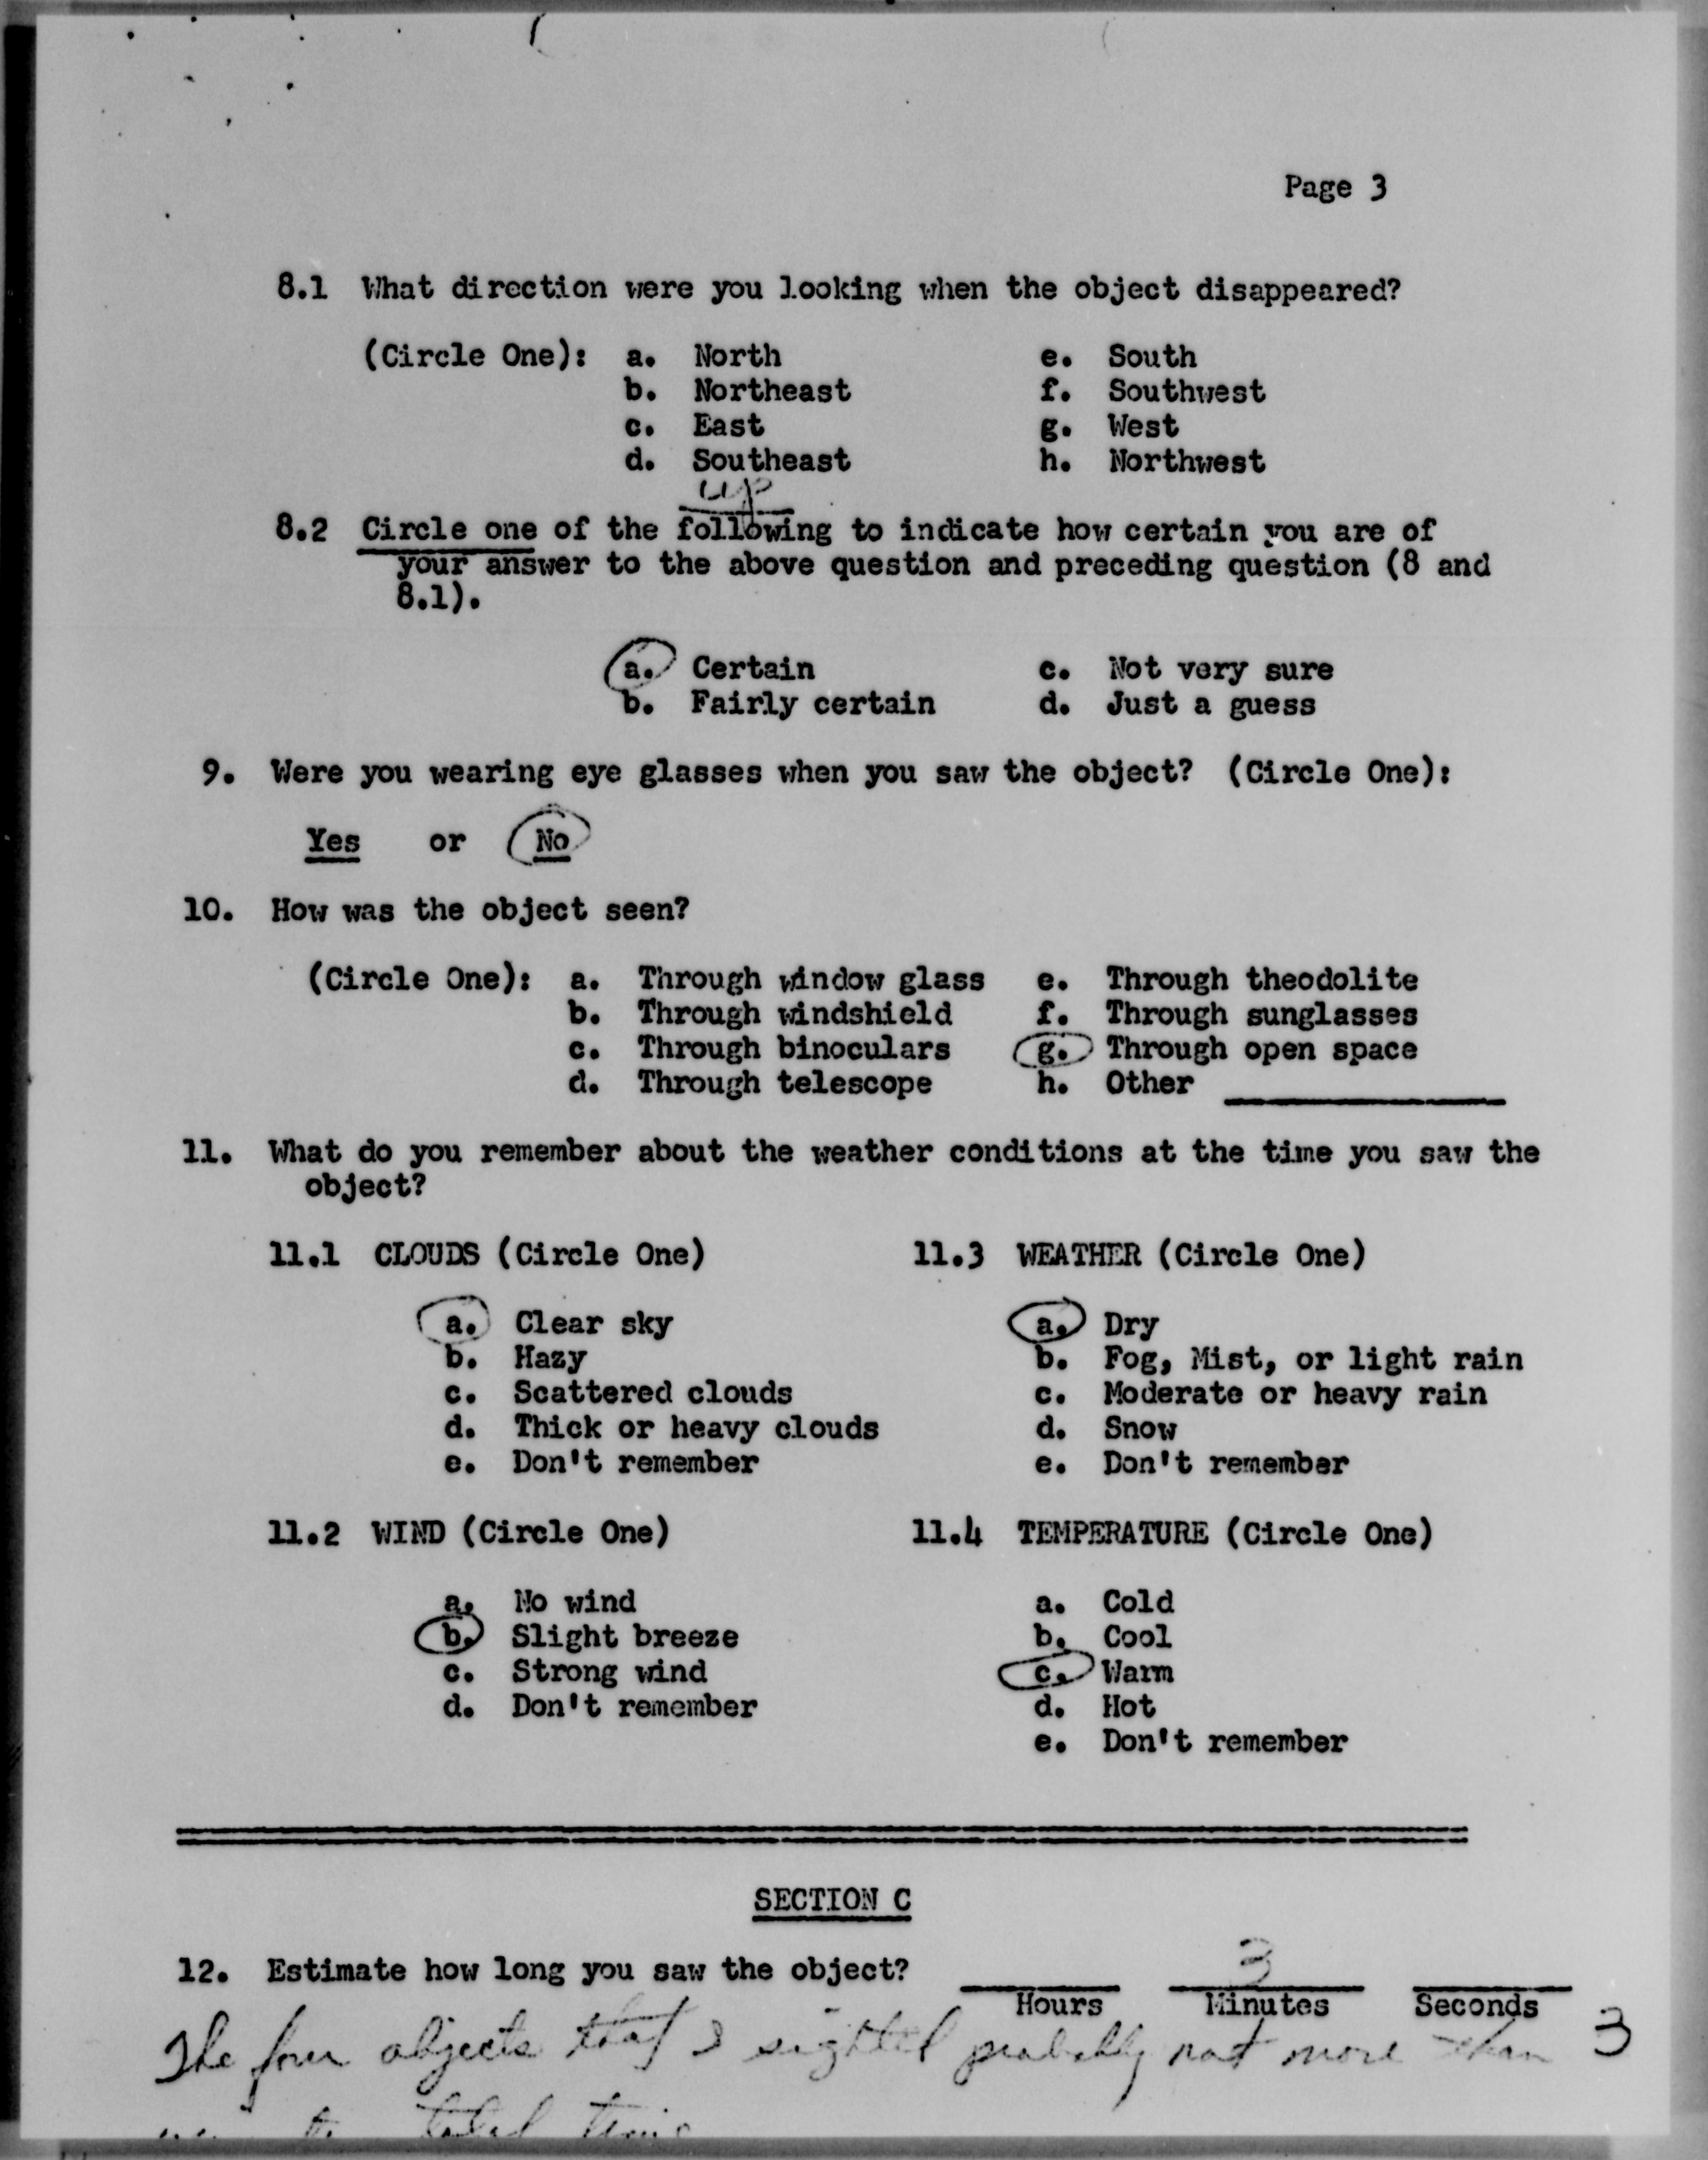 Page 3
8.1 What direction were you looking when the object disappeared?
(Circle One): a. North e. South
b. Northeast f. Southwest
c. East g. West
d. Southeast h. Northwest
up
8.2 Circle one of the following to indicate how certain you are of
your answer to the above question and preceding question (8 and
8.1).
a. Certain c. Not very sure
b. Fairly certain d. Just a guess
9. Were you wearing eye glasses when you saw the object? (Circle One):
Yes or No
10. How was the object seen?
(Circle One): a. Through window glass e. Through theodolite
b. Through windshield f. Through sunglasses
c. Through binoculars g. Through open space
d. Through telescope h. Other
11. What do you remember about the weather conditions at the time you saw the
object?
11.1 CLOUDS (Circle One) 11.3 WEATHER (Circle One)
a. Clear sky a. Dry
b. Hazy b. Fog, Mist, or light rain
c. Scattered clouds c. Moderate or heavy rain
d. Thick or heavy clouds d. Snow
e. Don't remember e. Don't remember
11.2 WIND (Circle One) 11.4 TEMPERATURE (Circle One)
a. No wind a. Cold
b. Slight breeze b. Cool
c. Strong wind c. Warm
d. Don't remember d. Hot
e. Don't remember
SECTION C
12. Estimate how long you saw the object? 3
Hours Minutes Seconds
The four objects that I sighted probably not more than 3
total time